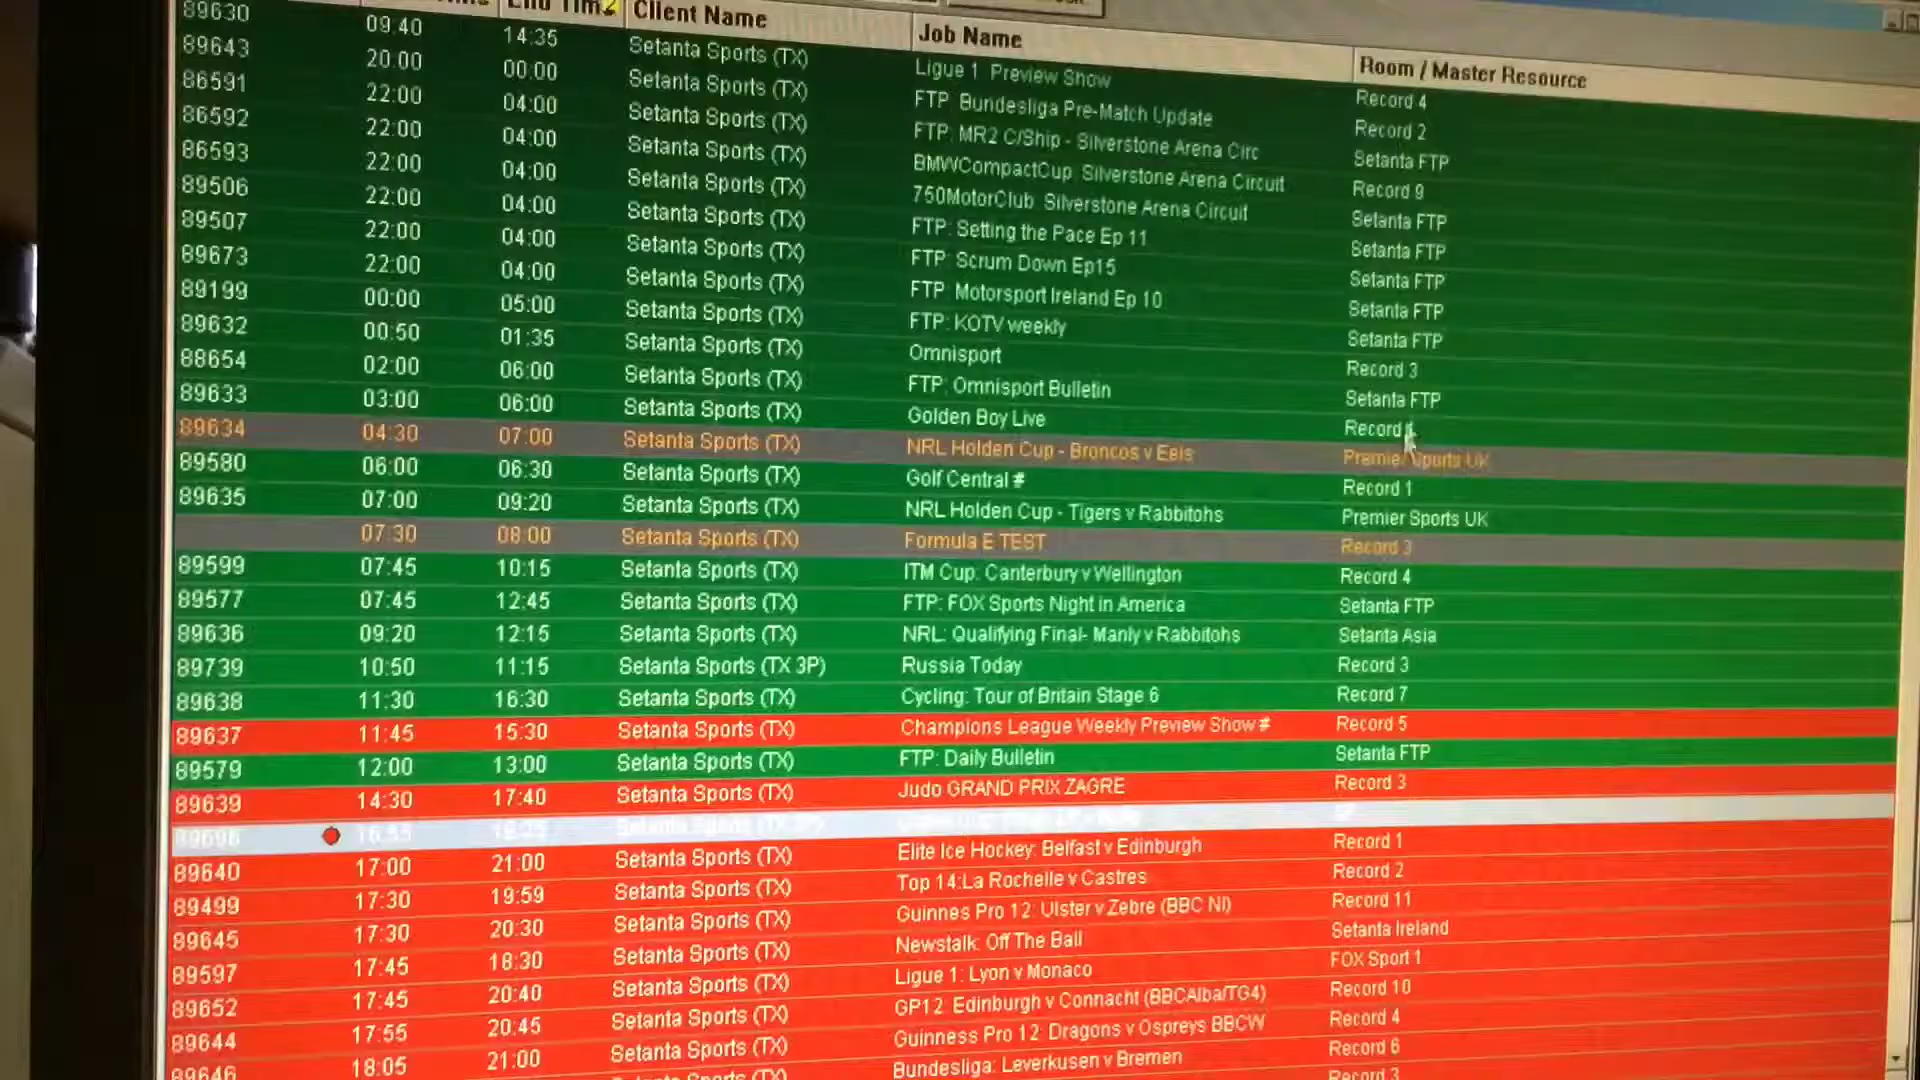 End Time Client Name Job Name Room / Master Resource
89630 09:40 14:35 Setanta Sports (TX) Ligue 1 Preview Show Record 4
89643 20:00 00:00 Setanta Sports (TX) FTP Bundesliga Pre-Match Update Record 2
86591 22:00 04:00 Setanta Sports (TX) FTP: MR2 C/Ship - Silverstone Arena Circ Setanta FTP
86592 22:00 04:00 Setanta Sports (TX) BMWCompactCup Silverstone Arena Circuit Record 9
86593 22:00 04:00 Setanta Sports (TX) 750MotorClub Silverstone Arena Circuit Setanta FTP
89506 22:00 04:00 Setanta Sports (TX) FTP: Setting the Pace Ep 11 Setanta FTP
89507 22:00 04:00 Setanta Sports (TX) FTP: Scrum Down Ep15 Setanta FTP
89673 22:00 04:00 Setanta Sports (TX) FTP: Motorsport Ireland Ep 10 Setanta FTP
89199 00:00 05:00 Setanta Sports (TX) FTP: KOTV weekly Setanta FTP
89632 00:50 01:35 Setanta Sports (TX) Omnisport Record 3
88654 02:00 06:00 Setanta Sports (TX) FTP: Omnisport Bulletin Setanta FTP
89633 03:00 06:00 Setanta Sports (TX) Golden Boy Live Record
89634 04:30 07:00 Setanta Sports (TX) NRL Holden Cup - Broncos v Eels Premier Sports UK
89580 06:00 06:30 Setanta Sports (TX) Golf Central # Record 1
89635 07:00 09:20 Setanta Sports (TX) NRL Holden Cup - Tigers v Rabbitohs Premier Sports UK
07:30 08:00 Setanta Sports (TX) Formula E TEST Record 3
89599 07:45 10:15 Setanta Sports (TX) ITM Cup: Canterbury v Wellington Record 4
89577 07:45 12:45 Setanta Sports (TX) FTP: FOX Sports Night in America Setanta FTP
89636 09:20 12:15 Setanta Sports (TX) NRL: Qualifying Final- Manly v Rabbitohs Setanta Asia
89739 10:50 11:15 Setanta Sports (TX 3P) Russia Today Record 3
89638 11:30 16:30 Setanta Sports (TX) Cycling: Tour of Britain Stage 6 Record 7
89637 11:45 15:30 Setanta Sports (TX) Champions League Weekly Preview Show # Record 5
89579 12:00 13:00 Setanta Sports (TX) FTP: Daily Bulletin Setanta FTP
89639 14:30 17:40 Setanta Sports (TX) Judo GRAND PRIX ZAGRE Record 3
89696 16:55 Setanta Sports (TX 3P)
89640 17:00 21:00 Setanta Sports (TX) Elite Ice Hockey: Belfast v Edinburgh Record 1
89499 17:30 19:59 Setanta Sports (TX) Top 14:La Rochelle v Castres Record 2
89645 17:30 20:30 Setanta Sports (TX) Guinnes Pro 12: Ulster v Zebre (BBC NI) Record 11
89597 17:45 18:30 Setanta Sports (TX) Newstalk: Off The Ball Setanta Ireland
89652 17:45 20:40 Setanta Sports (TX) Ligue 1: Lyon v Monaco FOX Sport 1
89644 17:55 20:45 Setanta Sports (TX) GP12: Edinburgh v Connacht (BBCAlba/TG4) Record 10
89646 18:05 21:00 Setanta Sports (TX) Guinness Pro 12: Dragons v Ospreys BBCW Record 4
Setanta Sports (TX) Bundesliga: Leverkusen v Bremen Record 6
Record 3